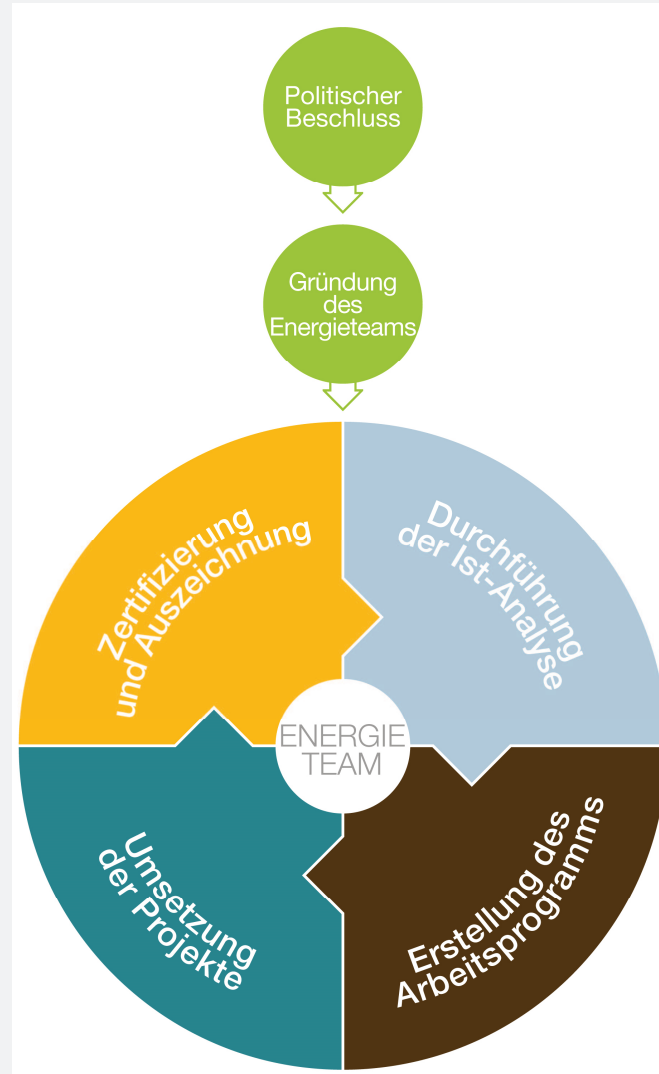 Politischer
Beschluss
Gründung
des
Energieteams
Zertifizierung
und Auszeichnung
Durchführung
der Ist-Analyse
ENERGIE
TEAM
Umsetzung
der Projekte
Erstellung des
Arbeitsprogramms